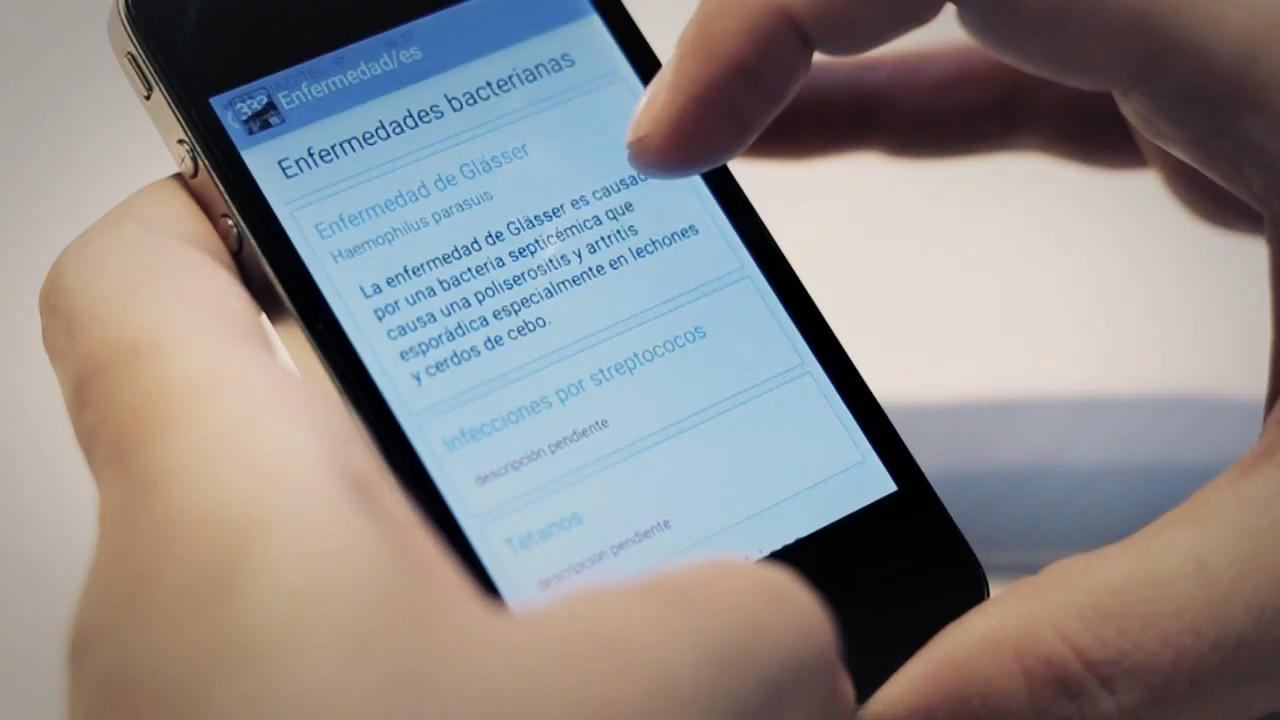 333
Enfermedad/es
Enfermedades bacterianas
Enfermedad de Glässer
Haemophilus parasuis
La enfermedad de Glässer es causad
por una bacteria septicémica que
causa una poliserositis y artritis
esporádica especialmente en lechones
y cerdos de cebo.
Infecciones por streptococos
descripción pendiente
Tétanos
descripción pendiente